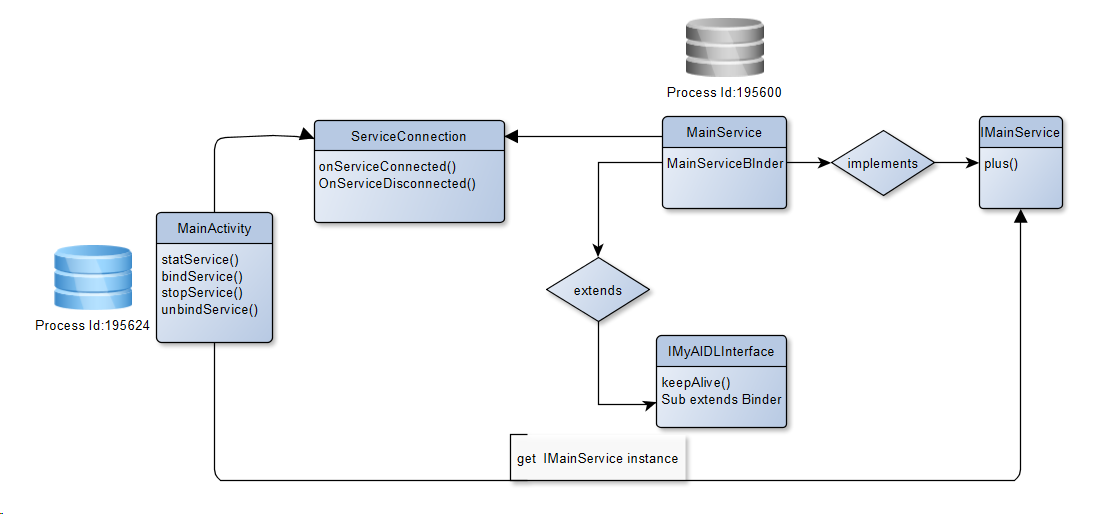 Process Id:195600
ServiceConnection
onServiceConnected()
OnServiceDisconnected()
MainService
MainServiceBInder
implements
IMainService
plus()
MainActivity
statService()
bindService()
stopService()
unbindService()
Process Id:195624
extends
IMyAIDLInterface
keepAlive()
Sub extends Binder
get IMainService instance